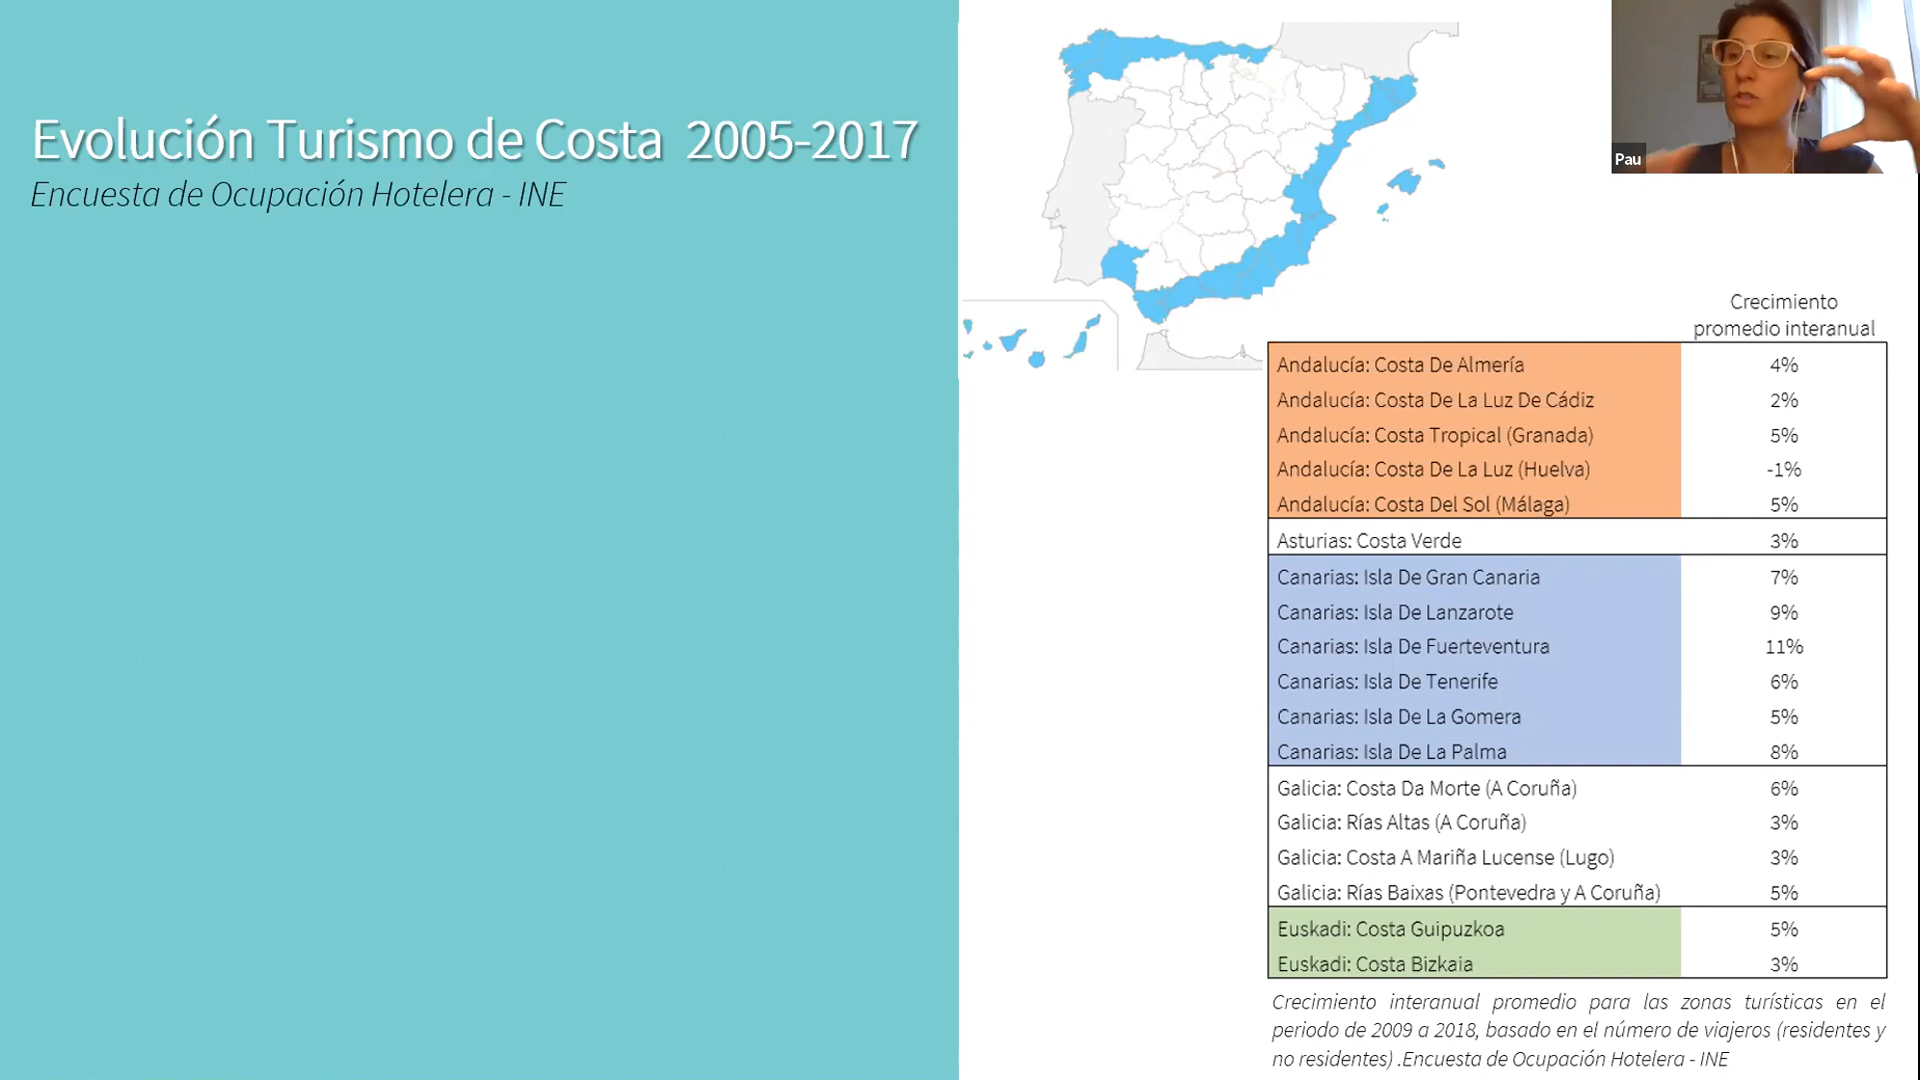 Evolución Turismo de Costa 2005-2017
Encuesta de Ocupación Hotelera - INE
Pau
Crecimiento
promedio interanual
Andalucía: Costa De Almería 4%
Andalucía: Costa De La Luz De Cádiz 2%
Andalucía: Costa Tropical (Granada) 5%
Andalucía: Costa De La Luz (Huelva) -1%
Andalucía: Costa Del Sol (Málaga) 5%
Asturias: Costa Verde 3%
Canarias: Isla De Gran Canaria 7%
Canarias: Isla De Lanzarote 9%
Canarias: Isla De Fuerteventura 11%
Canarias: Isla De Tenerife 6%
Canarias: Isla De La Gomera 5%
Canarias: Isla De La Palma 8%
Galicia: Costa Da Morte (A Coruña) 6%
Galicia: Rías Altas (A Coruña) 3%
Galicia: Costa A Mariña Lucense (Lugo) 3%
Galicia: Rías Baixas (Pontevedra y A Coruña) 5%
Euskadi: Costa Guipuzkoa 5%
Euskadi: Costa Bizkaia 3%
Crecimiento interanual promedio para las zonas turísticas en el
periodo de 2009 a 2018, basado en el número de viajeros (residentes y
no residentes) .Encuesta de Ocupación Hotelera - INE